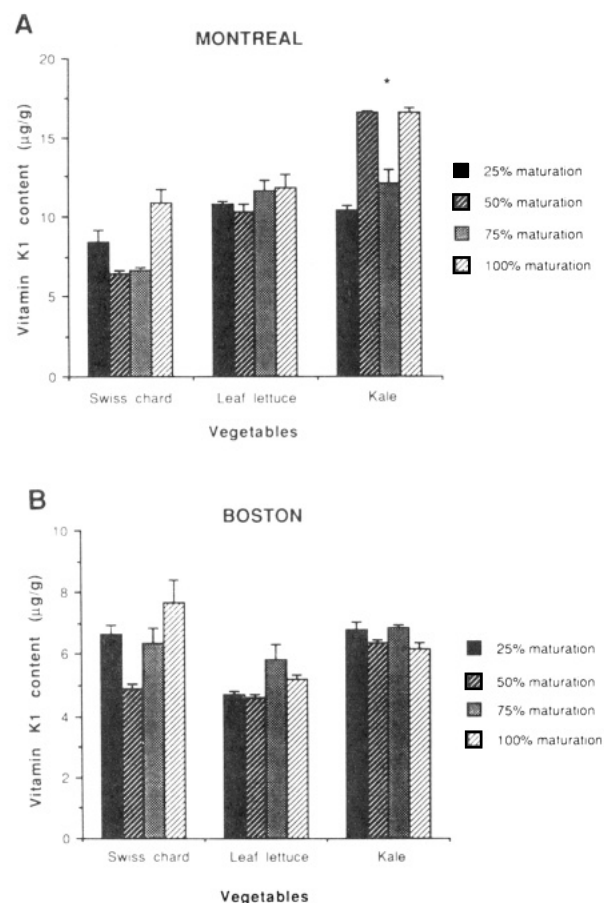 A
MONTREAL
20
15
10
5
0
Vitamin K1 content (µg/g)
*
Swiss chard Leaf lettuce Kale
Vegetables
25% maturation
50% maturation
75% maturation
100% maturation
B
BOSTON
10
8
6
4
2
0
Vitamin K1 content (µg/g)
Swiss chard Leaf lettuce Kale
Vegetables
25% maturation
50% maturation
75% maturation
100% maturation